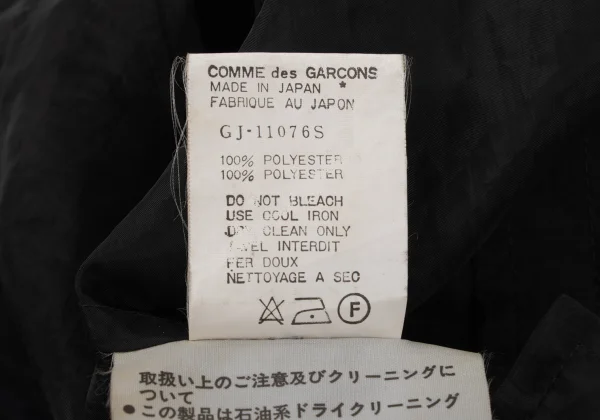 COMME des GARCONS
MADE IN JAPAN *
FABRIQUE AU JAPON
GJ-11076S
100% POLYESTER
100% POLYESTER
DO NOT BLEACH
USE COOL IRON
CLEAN ONLY
INTERDIT
FER DOUX
NETTOYAGE A SEC
F
取扱い上のご注意及びクリーニングに
ついて
● この製品は石油系ドライクリーニング